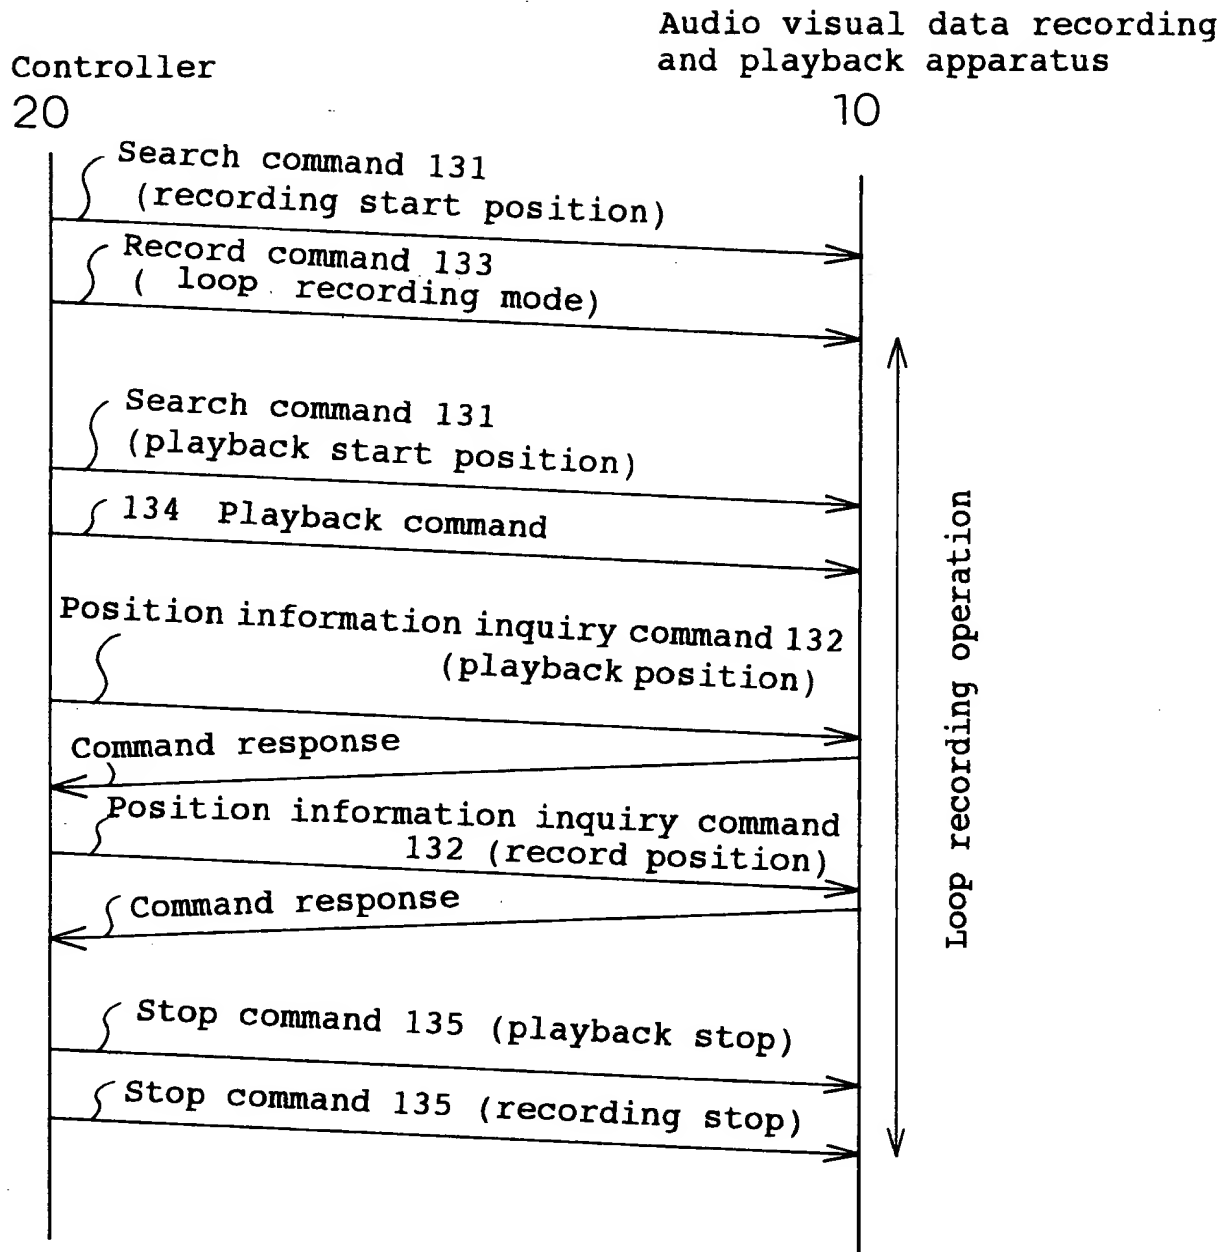 Audio visual data recording
and playback apparatus
Controller
20
10
Search command 131
(recording start position)
Record command 133
( loop recording mode)
Search command 131
(playback start position)
134 Playback command
Position information inquiry command 132
(playback position)
Command response
Position information inquiry command
132 (record position)
Command response
Stop command 135 (playback stop)
Stop command 135 (recording stop)
Loop recording operation